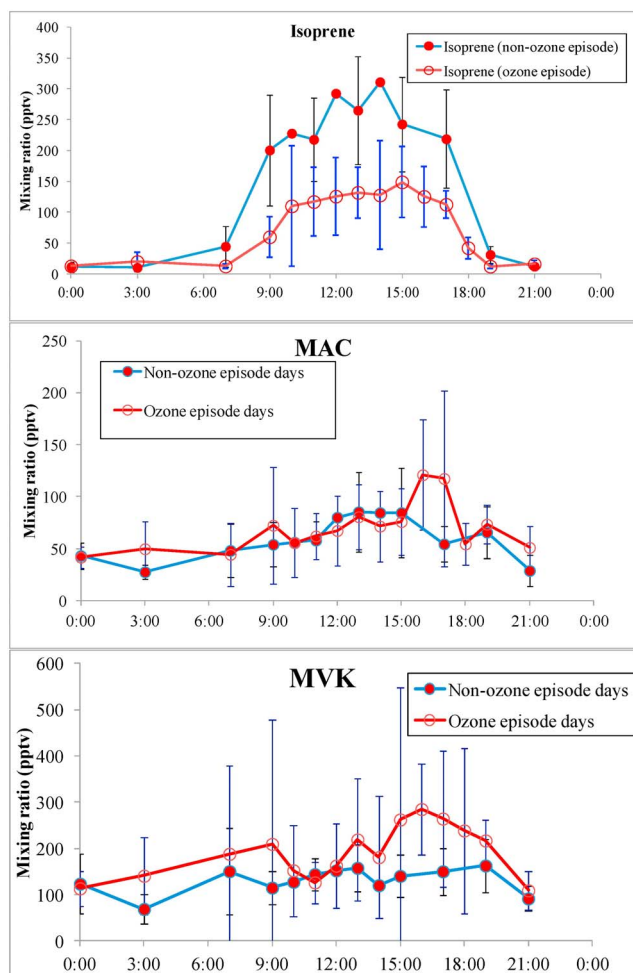 Isoprene
Isoprene (non-ozone episode)
Isoprene (ozone episode)
Mixing ratio (pptv)
400
350
300
250
200
150
100
50
0
0:00 3:00 6:00 9:00 12:00 15:00 18:00 21:00 0:00
MAC
Non-ozone episode days
Ozone episode days
Mixing ratio (pptv)
250
200
150
100
50
0
0:00 3:00 6:00 9:00 12:00 15:00 18:00 21:00 0:00
MVK
Non-ozone episode days
Ozone episode days
Mixing ratio (pptv)
600
500
400
300
200
100
0
0:00 3:00 6:00 9:00 12:00 15:00 18:00 21:00 0:00